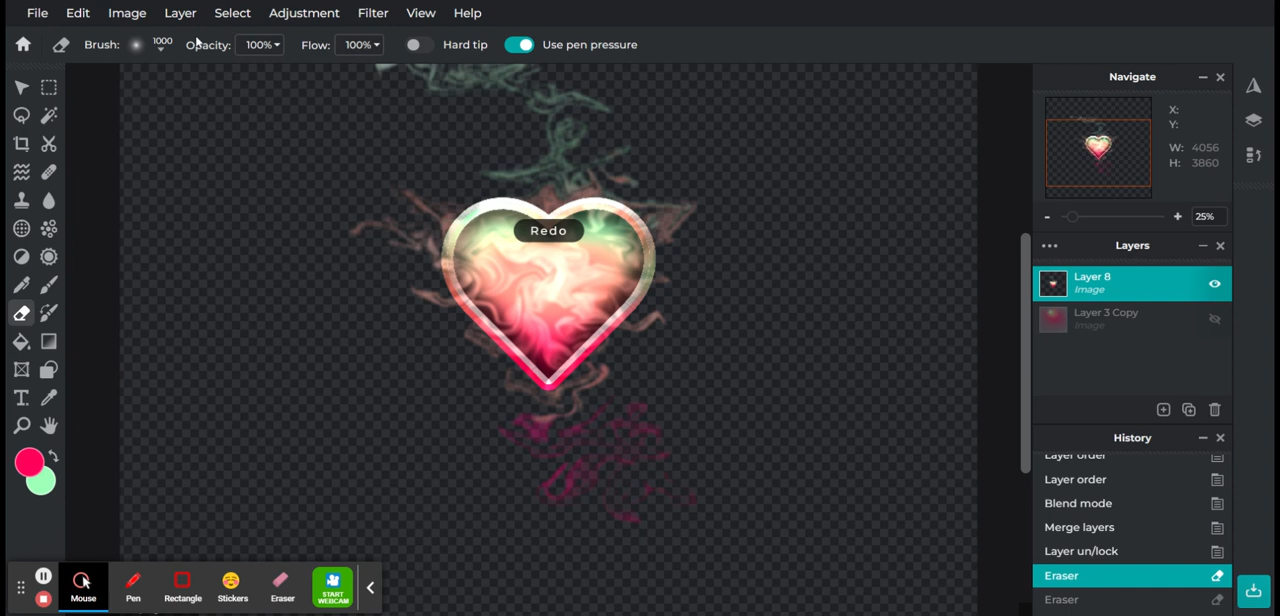 File Edit Image Layer Select Adjustment Filter View Help
Brush: 1000 Opacity: 100% Flow: 100% Hard tip Use pen pressure
Navigate
X:
Y:
W: 4056
H: 3860
25%
Redo
Layers
Layer 8
Image
Layer 3 Copy
Image
History
Layer order
Layer order
Blend mode
Merge layers
Layer un/lock
Eraser
Eraser
Mouse Pen Rectangle Stickers Eraser START
WEBCAM